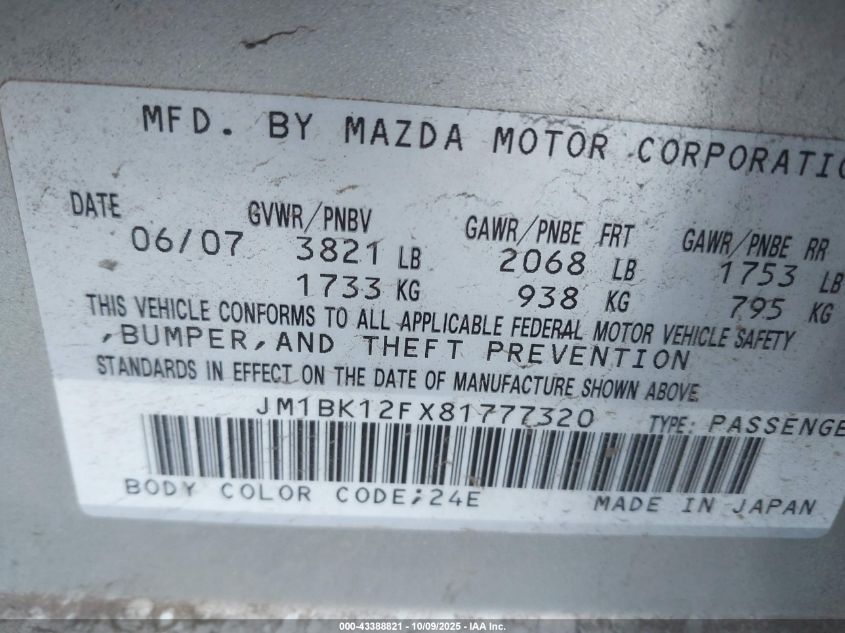 MFD. BY MAZDA MOTOR CORPORATIO
DATE GVWR/PNBV GAWR/PNBE FRT GAWR/PNBE RR
06/07 3821 LB 2068 LB 1753 LB
1733 KG 938 KG 795 KG
THIS VEHICLE CONFORMS TO ALL APPLICABLE FEDERAL MOTOR VEHICLE SAFETY
,BUMPER,AND THEFT PREVENTION
STANDARDS IN EFFECT ON THE DATE OF MANUFACTURE SHOWN ABOVE
JM1BK12FX81777320 TYPE: PASSENGE
BODY COLOR CODE;24E MADE IN JAPAN
000-43388821 - 10/09/2025 - IAA Inc.